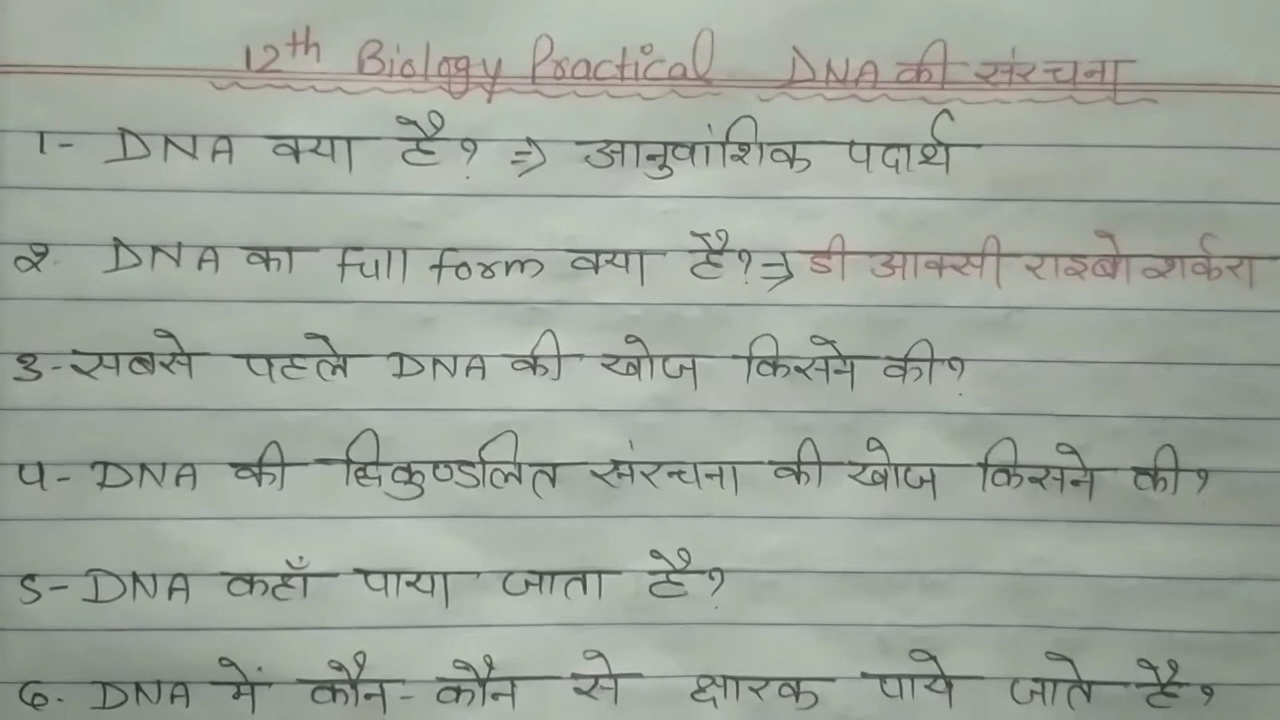 12th Biology Practical DNA की संरचना
1- DNA क्या है? ⇒ आनुवांशिक पदार्थ
2. DNA का full form क्या है? ⇒ डी आक्सी राइबो शर्करा
3- सबसे पहले DNA की खोज किसने की?
4- DNA की द्विकुण्डलित संरचना की खोज किसने की?
5- DNA कहाँ पाया जाता है?
6. DNA में कौन-कौन से क्षारक पाये जाते है?